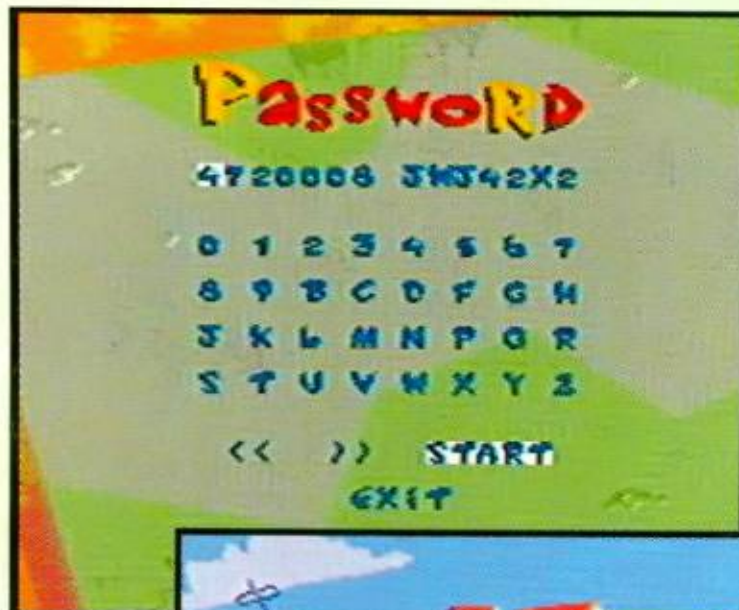 PASSWORD
4720008 JWJ42X2
0 1 2 3 4 5 6 7
8 9 B C D F G H
J K L M N P Q R
S T U V W X Y Z
<< >> START
EXIT